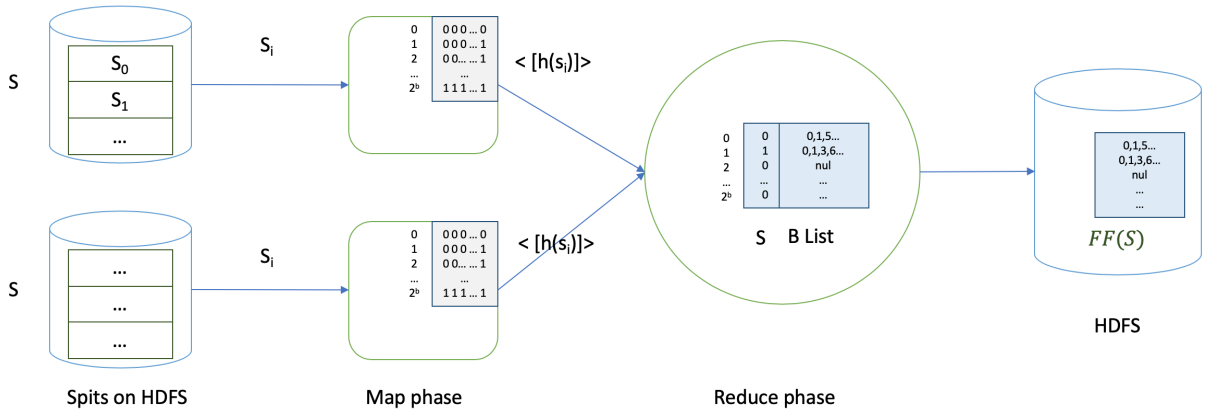 S
S0
S1
...
Si
0 0 0 0 ... 0
1 0 0 0 ... 1
2 0 0... ... 1
... ...
2ᵇ 1 1 1 ... 1
< [h(si)]>
S
...
...
...
Si
0 0 0 0 ... 0
1 0 0 0 ... 1
2 0 0... ... 1
... ...
2ᵇ 1 1 1 ... 1
< [h(si)]>
0 0 0,1,5...
1 1 0,1,3,6...
2 0 nul
... ... ...
2ᵇ 0 ...
S B List
0,1,5...
0,1,3,6...
nul
...
...
FF(S)
HDFS
Spits on HDFS
Map phase
Reduce phase